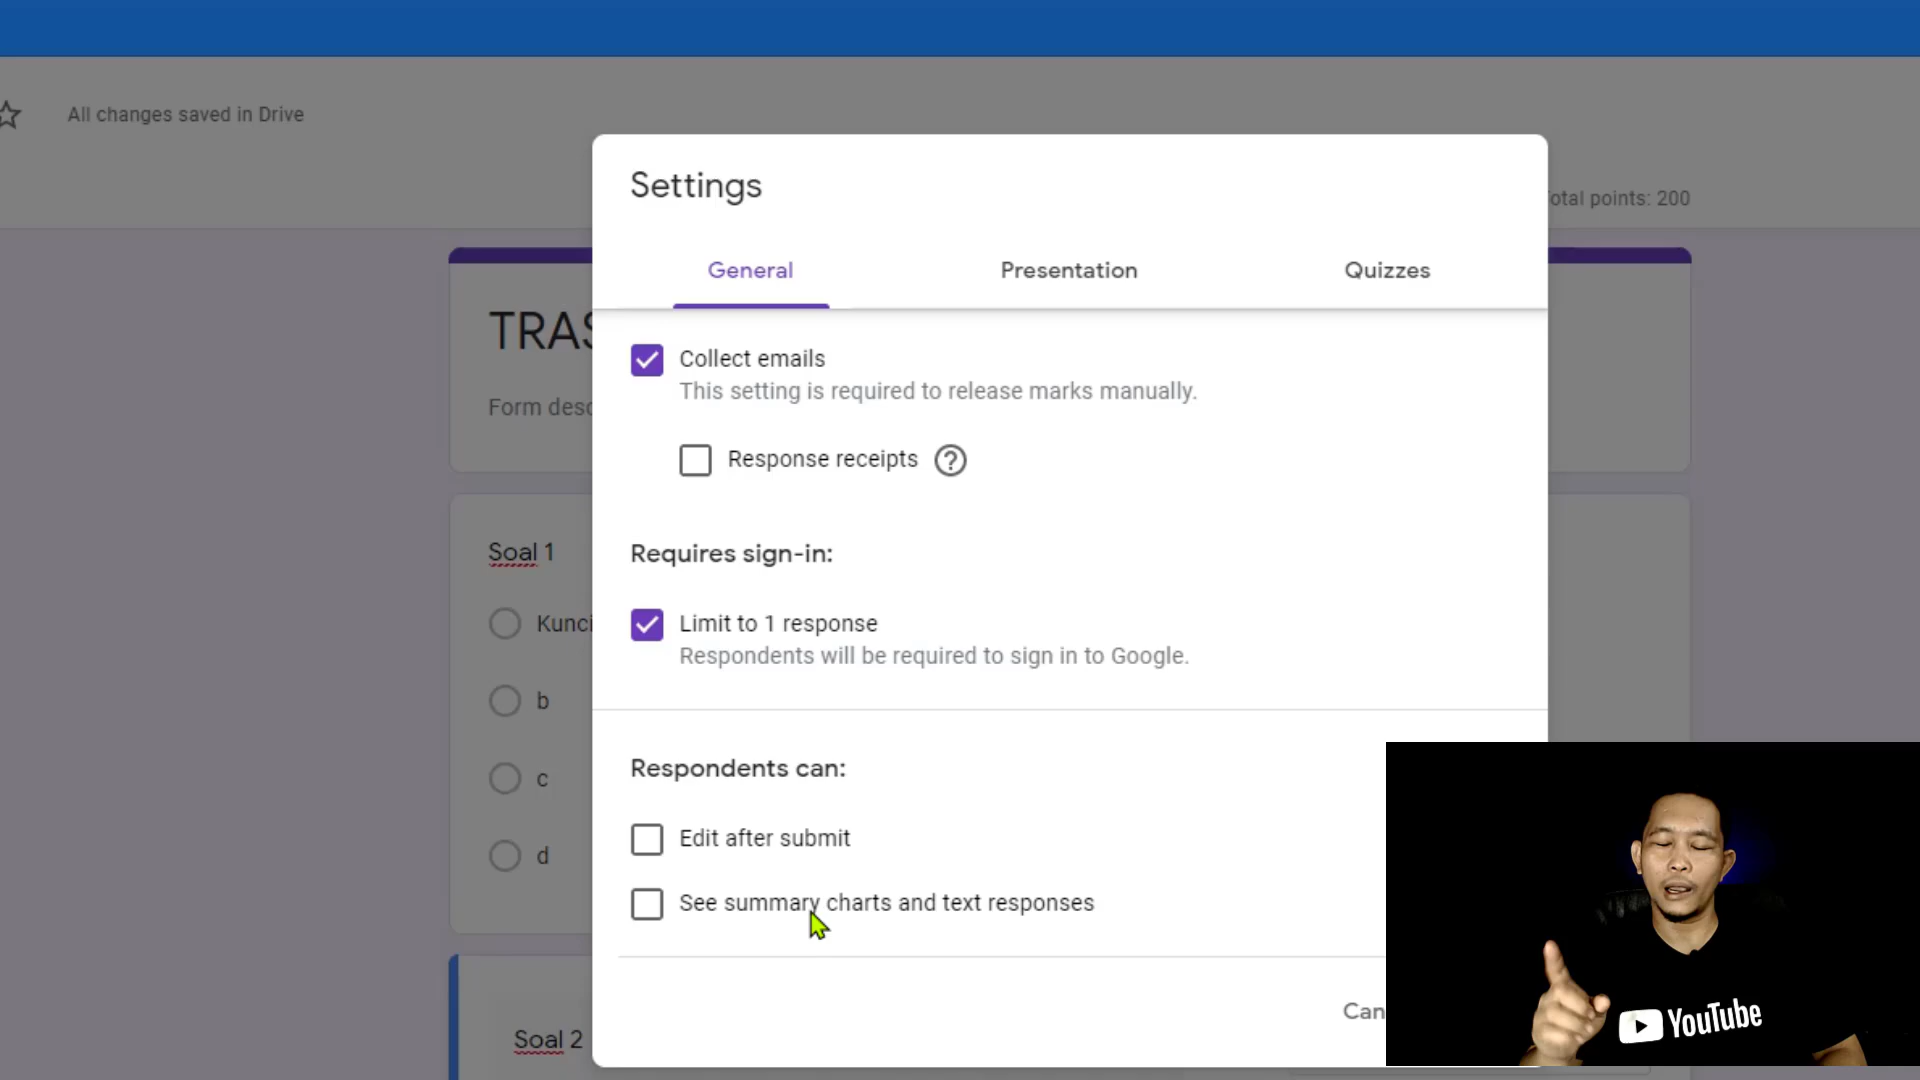 All changes saved in Drive
Settings
Total points: 200
General
Presentation
Quizzes
TRAS
Form desc
Collect emails
This setting is required to release marks manually.
Response receipts
Soal 1
Requires sign-in:
Kunci
Limit to 1 response
Respondents will be required to sign in to Google.
b
c
Respondents can:
Edit after submit
d
See summary charts and text responses
Can
YouTube
Soal 2